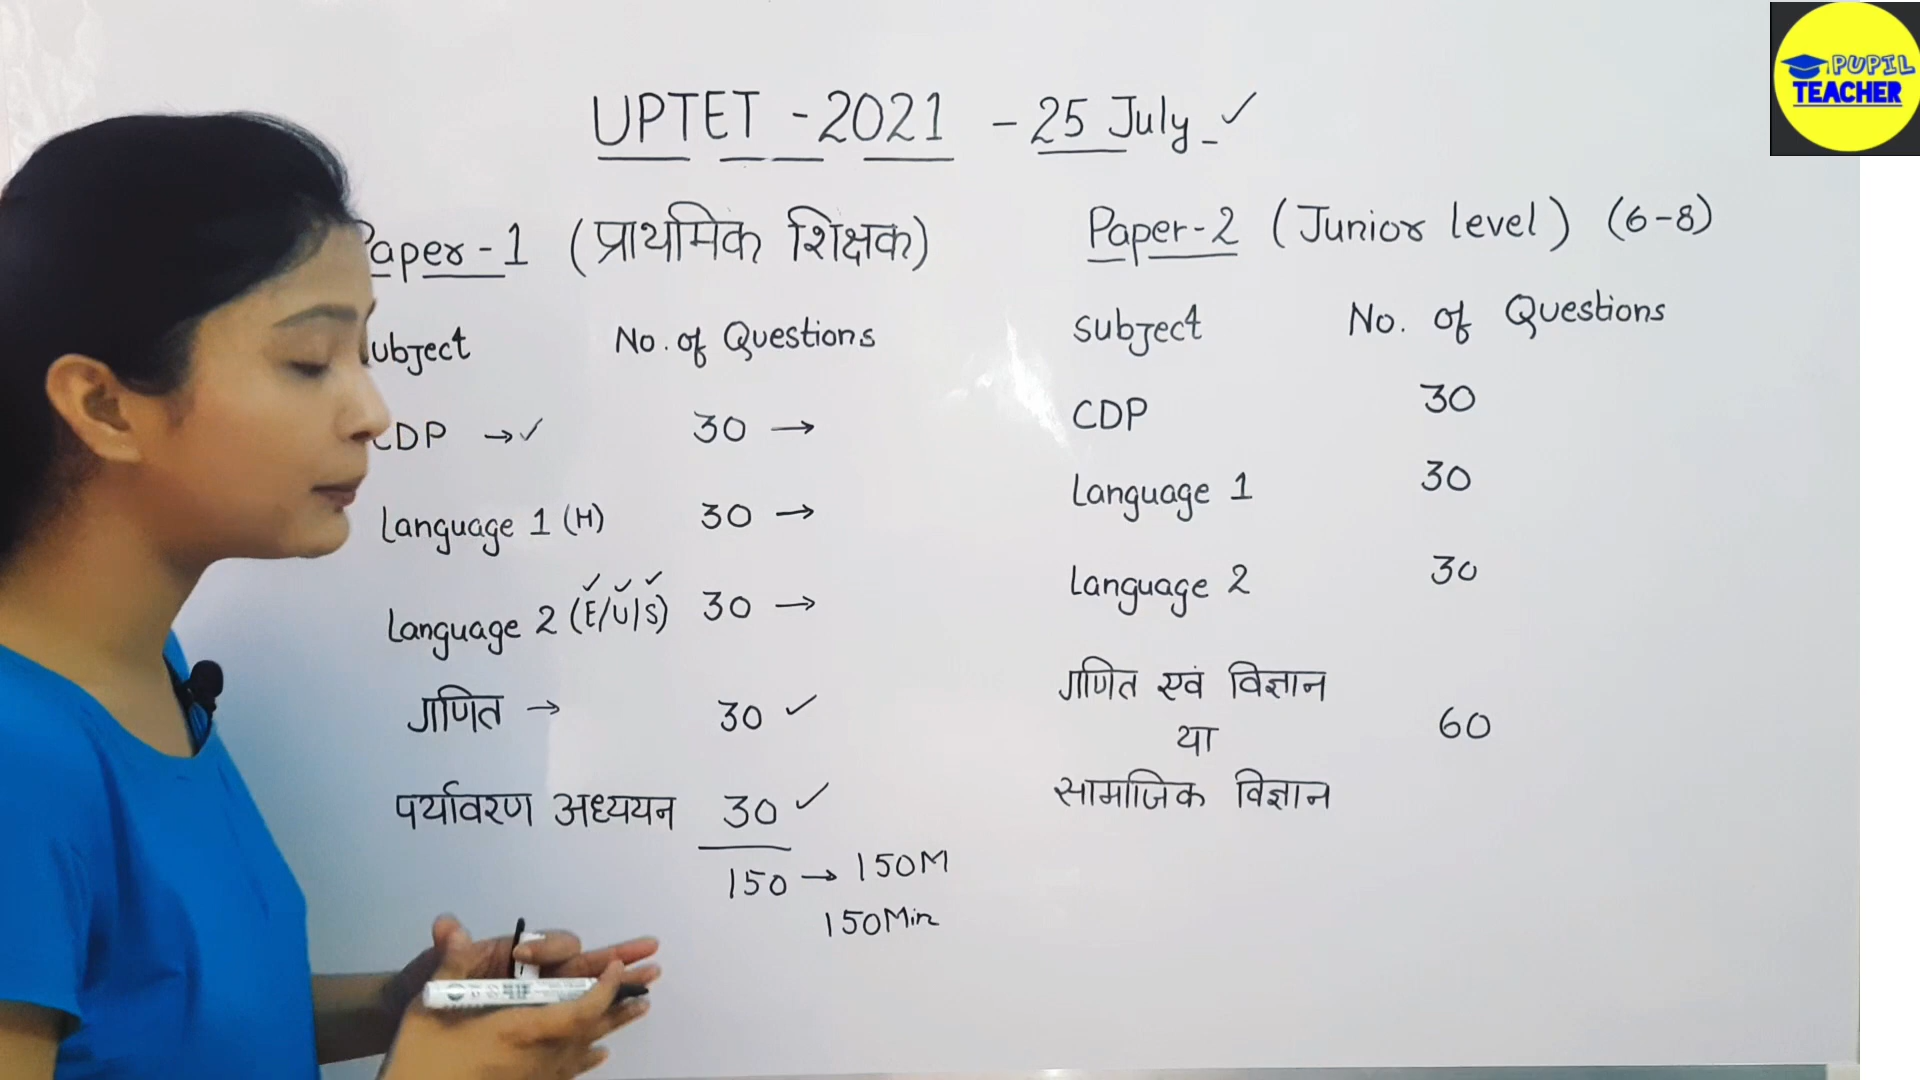 PUPIL
TEACHER
UPTET - 2021 - 25 July - ✓
Paper - 1 (प्राथमिक शिक्षक)
ubject No. of Questions
CDP → ✓ 30 →
Language 1 (H) 30 →
Language 2 (E/U/S) 30 →
गणित → 30 ✓
पर्यावरण अध्ययन 30 ✓
150 → 150M
150Min
Paper-2 (Junior level) (6-8)
Subject No. of Questions
CDP 30
Language 1 30
Language 2 30
गणित एवं विज्ञान
या 60
सामाजिक विज्ञान